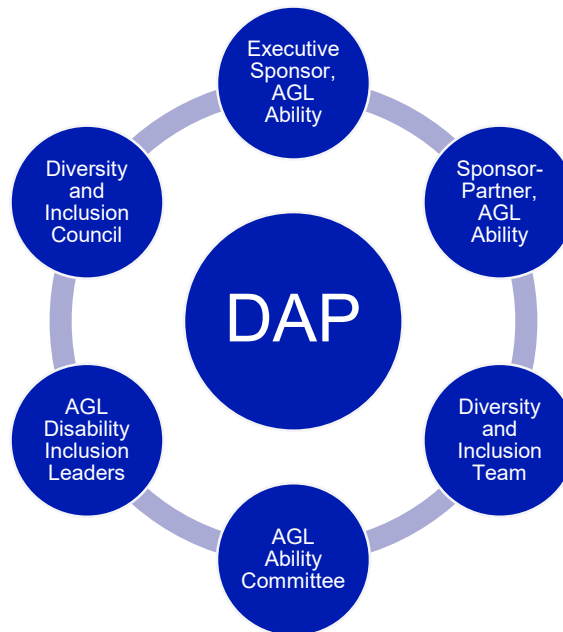 Executive
Sponsor,
AGL
Ability
Sponsor-
Partner,
AGL
Ability
Diversity
and
Inclusion
Team
AGL
Ability
Committee
AGL
Disability
Inclusion
Leaders
Diversity
and
Inclusion
Council
DAP